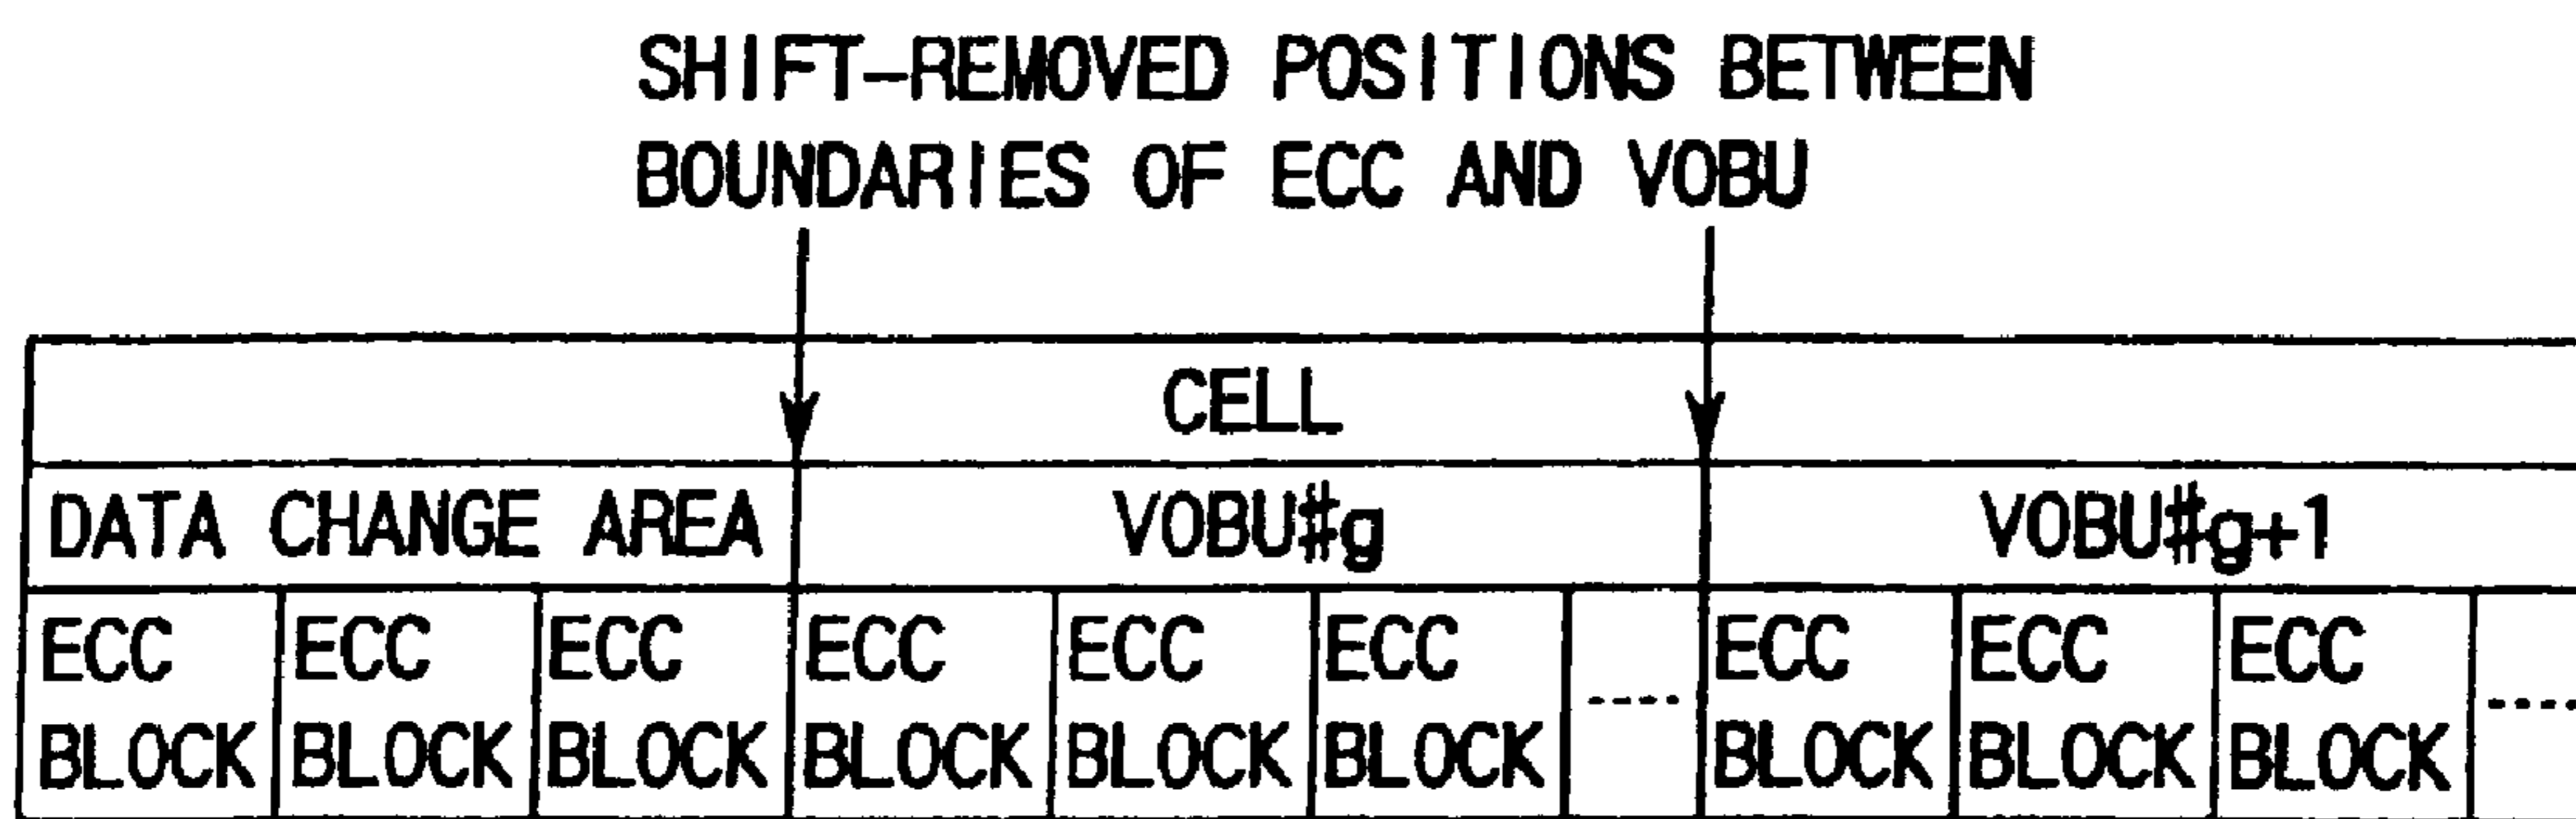 SHIFT-REMOVED POSITIONS BETWEEN
BOUNDARIES OF ECC AND VOBU
CELL
DATA CHANGE AREA VOBU#g VOBU#g+1
ECC ECC ECC ECC ECC ECC ---- ECC ECC ECC ----
BLOCK BLOCK BLOCK BLOCK BLOCK BLOCK BLOCK BLOCK BLOCK